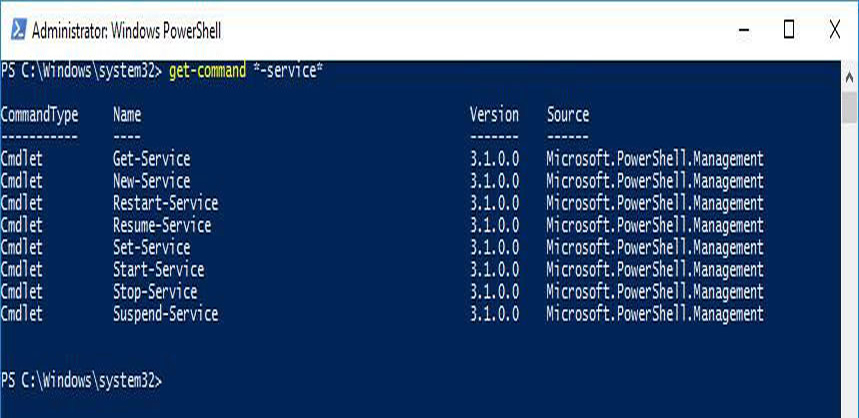 Administrator: Windows PowerShell
PS C:\Windows\system32> get-command *-service*
CommandType Name Version Source
----------- ---- ------- ------
Cmdlet Get-Service 3.1.0.0 Microsoft.PowerShell.Management
Cmdlet New-Service 3.1.0.0 Microsoft.PowerShell.Management
Cmdlet Restart-Service 3.1.0.0 Microsoft.PowerShell.Management
Cmdlet Resume-Service 3.1.0.0 Microsoft.PowerShell.Management
Cmdlet Set-Service 3.1.0.0 Microsoft.PowerShell.Management
Cmdlet Start-Service 3.1.0.0 Microsoft.PowerShell.Management
Cmdlet Stop-Service 3.1.0.0 Microsoft.PowerShell.Management
Cmdlet Suspend-Service 3.1.0.0 Microsoft.PowerShell.Management
PS C:\Windows\system32>